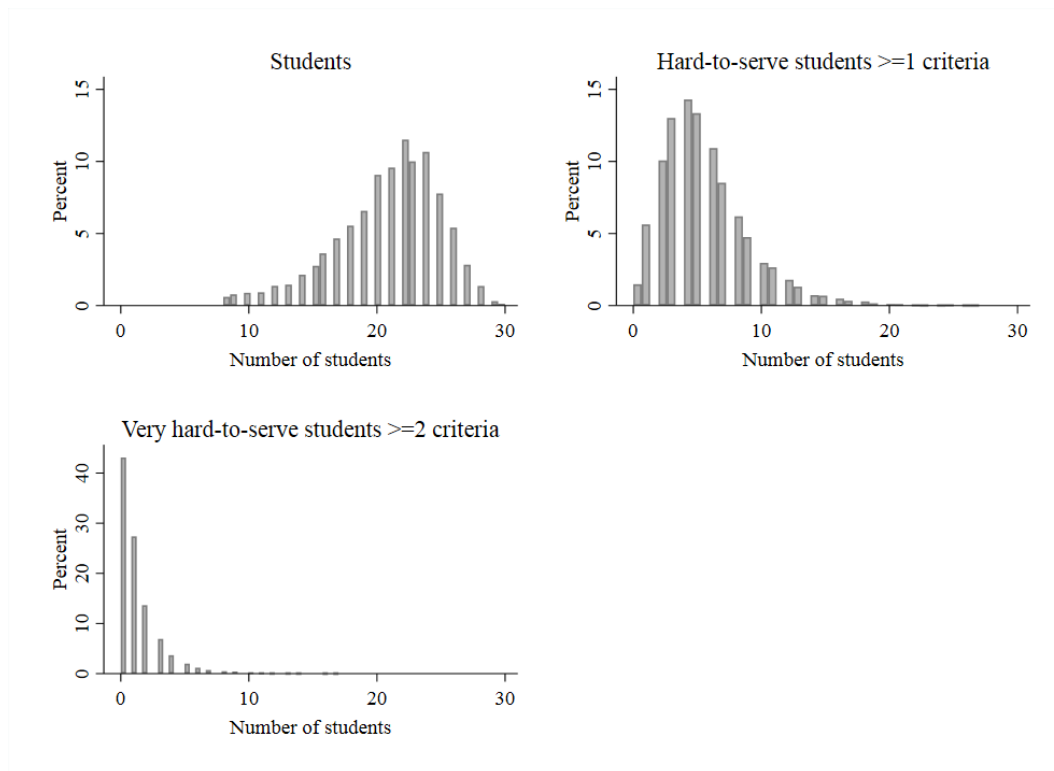 Students
15
10
5
0
Percent
0 10 20 30
Number of students
Hard-to-serve students >=1 criteria
15
10
5
0
Percent
0 10 20 30
Number of students
Very hard-to-serve students >=2 criteria
40
30
20
10
0
Percent
0 10 20 30
Number of students